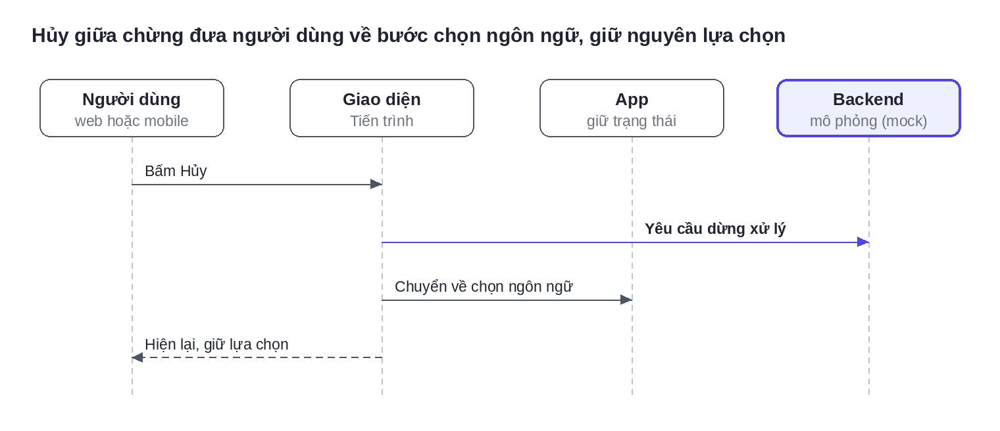 Hủy giữa chừng đưa người dùng về bước chọn ngôn ngữ, giữ nguyên lựa chọn
Người dùng
web hoặc mobile
Giao diện
Tiến trình
App
giữ trạng thái
Backend
mô phỏng (mock)
Bấm Hủy
Yêu cầu dừng xử lý
Chuyển về chọn ngôn ngữ
Hiện lại, giữ lựa chọn